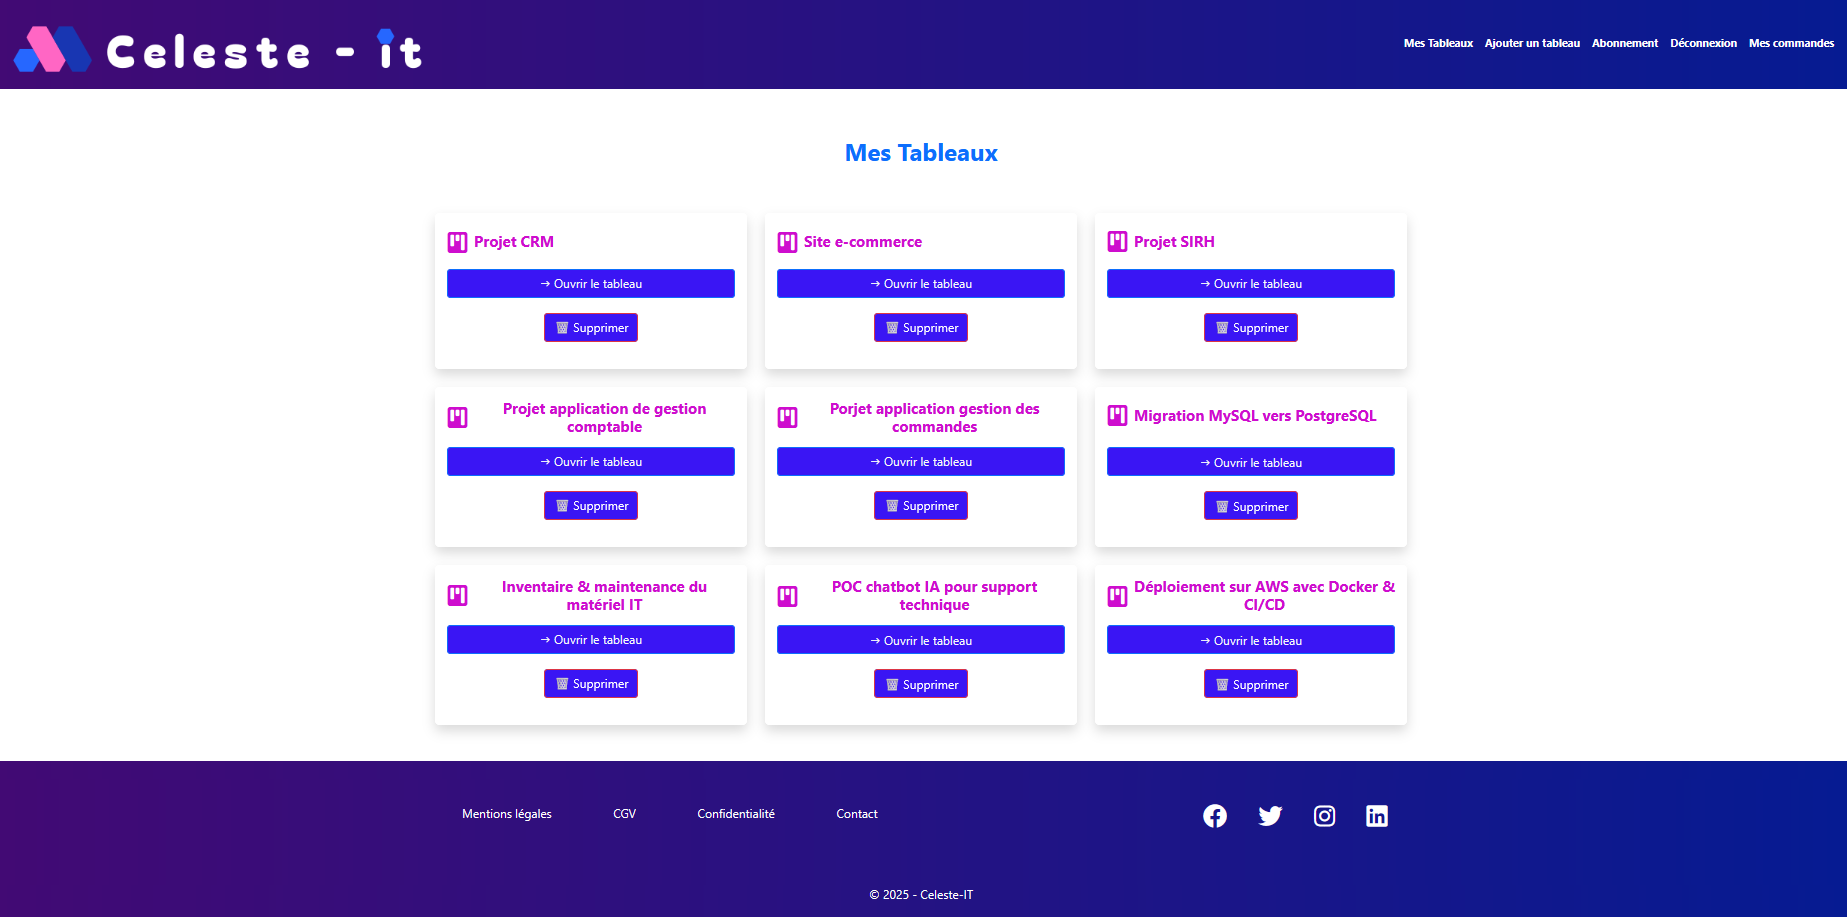 Celeste - it
Mes Tableaux Ajouter un tableau Abonnement Déconnexion Mes commandes
Mes Tableaux
Projet CRM
→ Ouvrir le tableau
Supprimer
Site e-commerce
→ Ouvrir le tableau
Supprimer
Projet SIRH
→ Ouvrir le tableau
Supprimer
Projet application de gestion
comptable
→ Ouvrir le tableau
Supprimer
Porjet application gestion des
commandes
→ Ouvrir le tableau
Supprimer
Migration MySQL vers PostgreSQL
→ Ouvrir le tableau
Supprimer
Inventaire & maintenance du
matériel IT
→ Ouvrir le tableau
Supprimer
POC chatbot IA pour support
technique
→ Ouvrir le tableau
Supprimer
Déploiement sur AWS avec Docker &
CI/CD
→ Ouvrir le tableau
Supprimer
Mentions légales CGV Confidentialité Contact
© 2025 - Celeste-IT